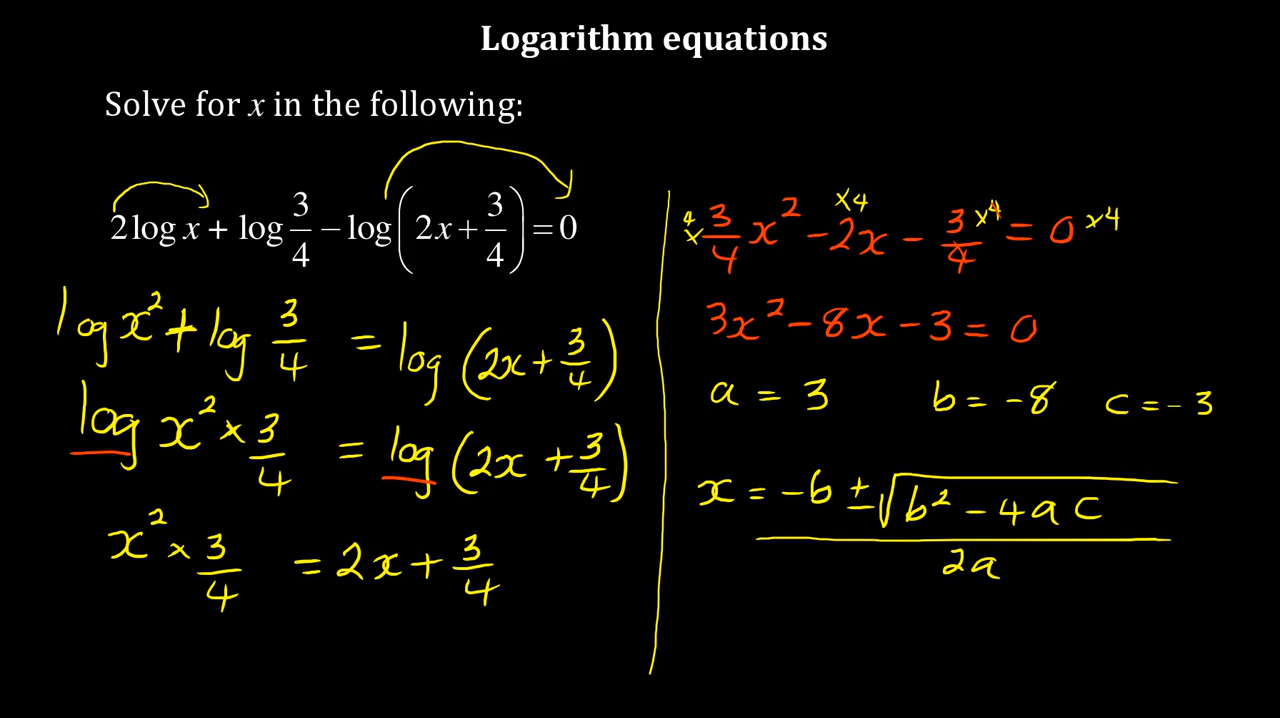 Logarithm equations
Solve for x in the following:
2 log x + log 3/4 − log(2x + 3/4) = 0
log x² + log 3/4 = log (2x + 3/4)
log x² × 3/4 = log (2x + 3/4)
x² × 3/4 = 2x + 3/4
4× 3/4 x² − 2x ×4 − 3/4 ×4 = 0 ×4
3x² − 8x − 3 = 0
a = 3 b = −8 c = −3
x = −b ± √(b² − 4ac)
2a